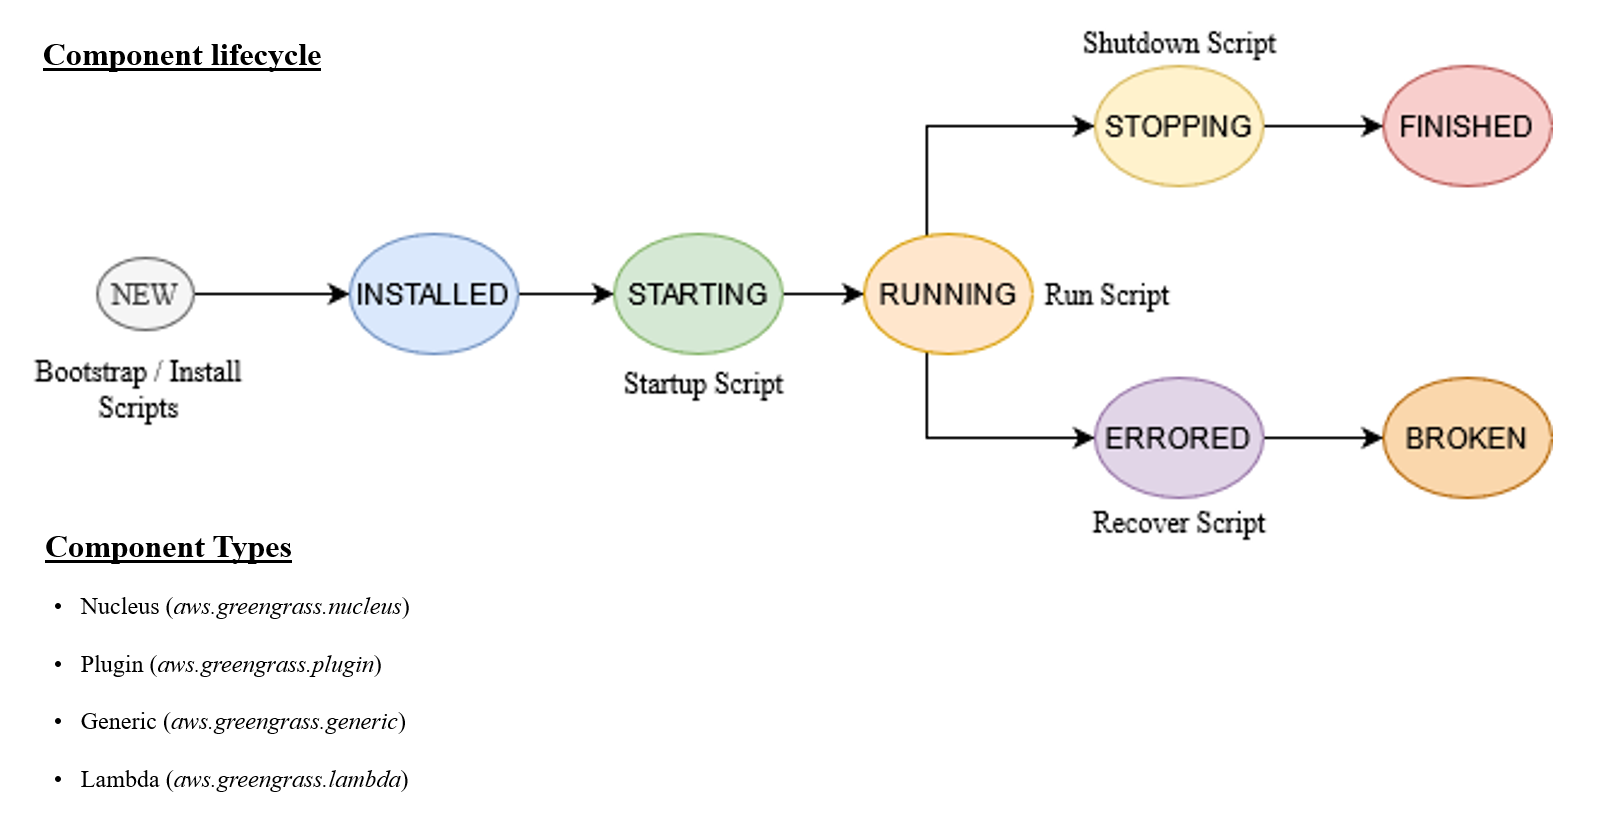 Component lifecycle
Shutdown Script
STOPPING
FINISHED
NEW
INSTALLED
STARTING
RUNNING
Run Script
Bootstrap / Install
Scripts
Startup Script
ERRORED
BROKEN
Recover Script
Component Types
• Nucleus (aws.greengrass.nucleus)
• Plugin (aws.greengrass.plugin)
• Generic (aws.greengrass.generic)
• Lambda (aws.greengrass.lambda)